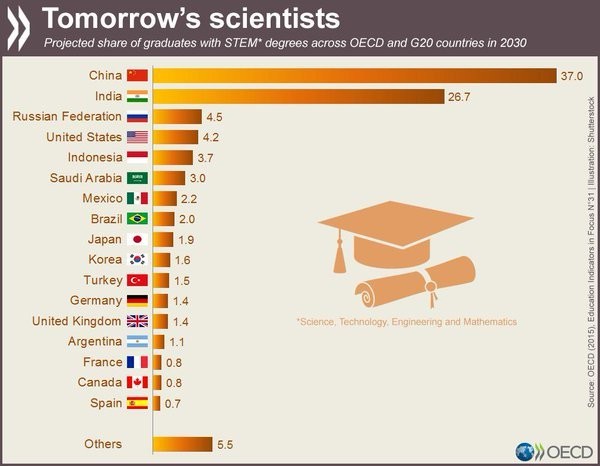 Tomorrow's scientists
Projected share of graduates with STEM* degrees across OECD and G20 countries in 2030
China 37.0
India 26.7
Russian Federation 4.5
United States 4.2
Indonesia 3.7
Saudi Arabia 3.0
Mexico 2.2
Brazil 2.0
Japan 1.9
Korea 1.6
Turkey 1.5
Germany 1.4
United Kingdom 1.4
Argentina 1.1
France 0.8
Canada 0.8
Spain 0.7
Others 5.5
*Science, Technology, Engineering and Mathematics
Source: OECD (2015), Education Indicators in Focus N°31 | Illustration: Shutterstock
OECD